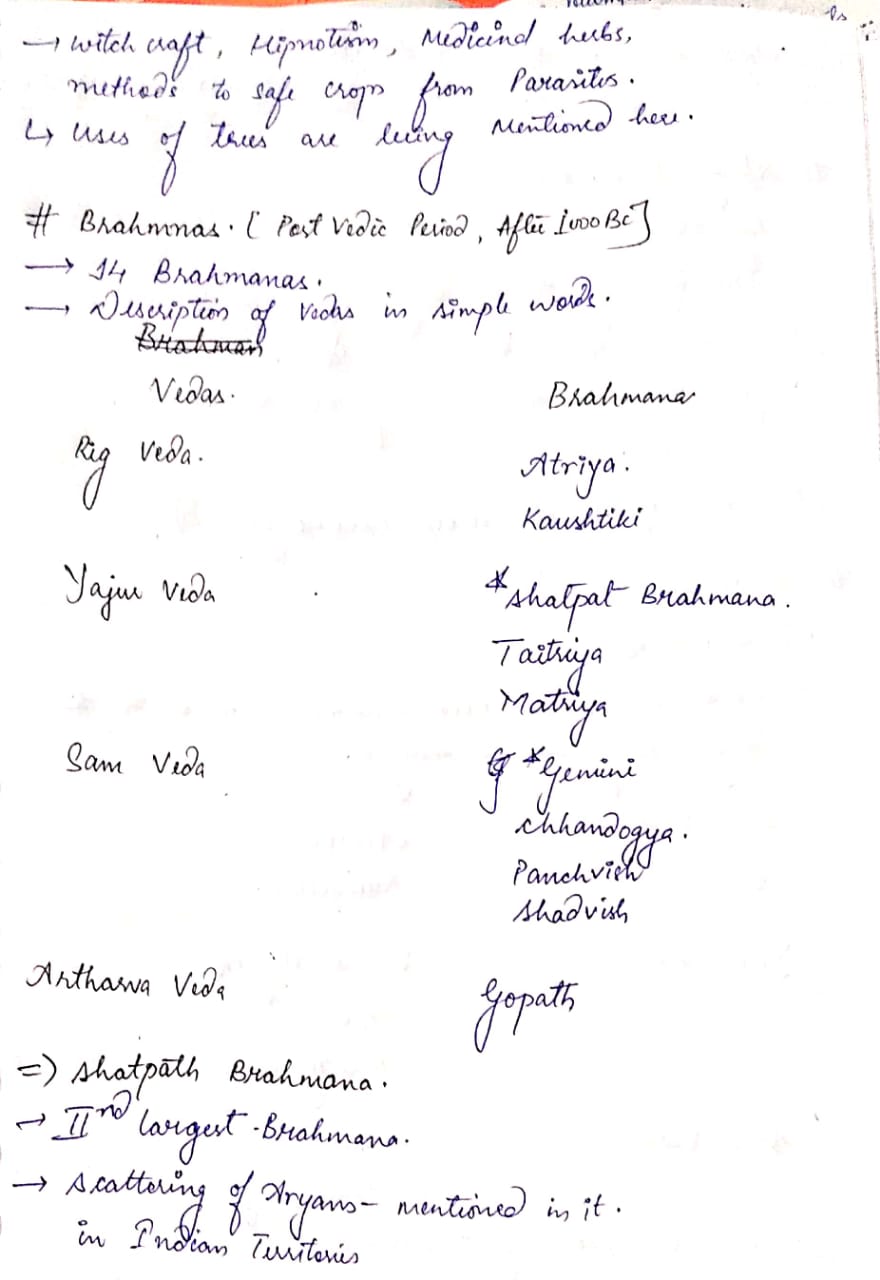 → witch craft, Hipnotism, Medicinal herbs,
methods to safe crops from Parasites.
↳ uses of trees are being Mentioned here.
# Brahmnas. [ Post Vedic Period, After 1000 BC]
→ 14 Brahmanas.
→ Description of Vedas in simple words.
Brahman
Vedas. Brahmana
Rig Veda. Atriya.
Kaushtiki
Yajur Veda *shatpat Brahmana.
Taitriya
Matriya
Sam Veda G *Gemini
chhandogya.
Panchvish
shadvish
Artharva Veda Gopath
=) shatpath Brahmana.
→ IInd largest Brahmana.
→ scattering of Aryans- mentioned in it.
in Indian Territories